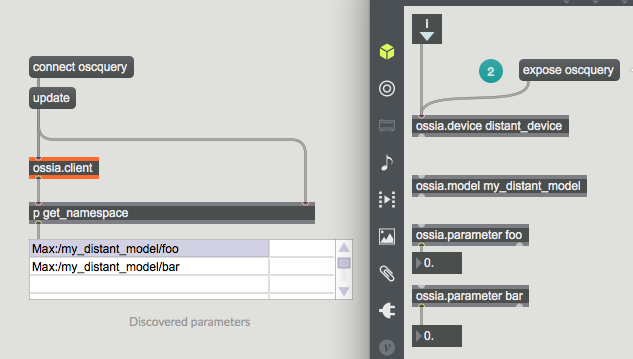 connect oscquery
update
ossia.client
p get_namespace
Max:/my_distant_model/foo
Max:/my_distant_model/bar
Discovered parameters
i
2
expose oscquery
ossia.device distant_device
ossia.model my_distant_model
ossia.parameter foo
0.
ossia.parameter bar
0.